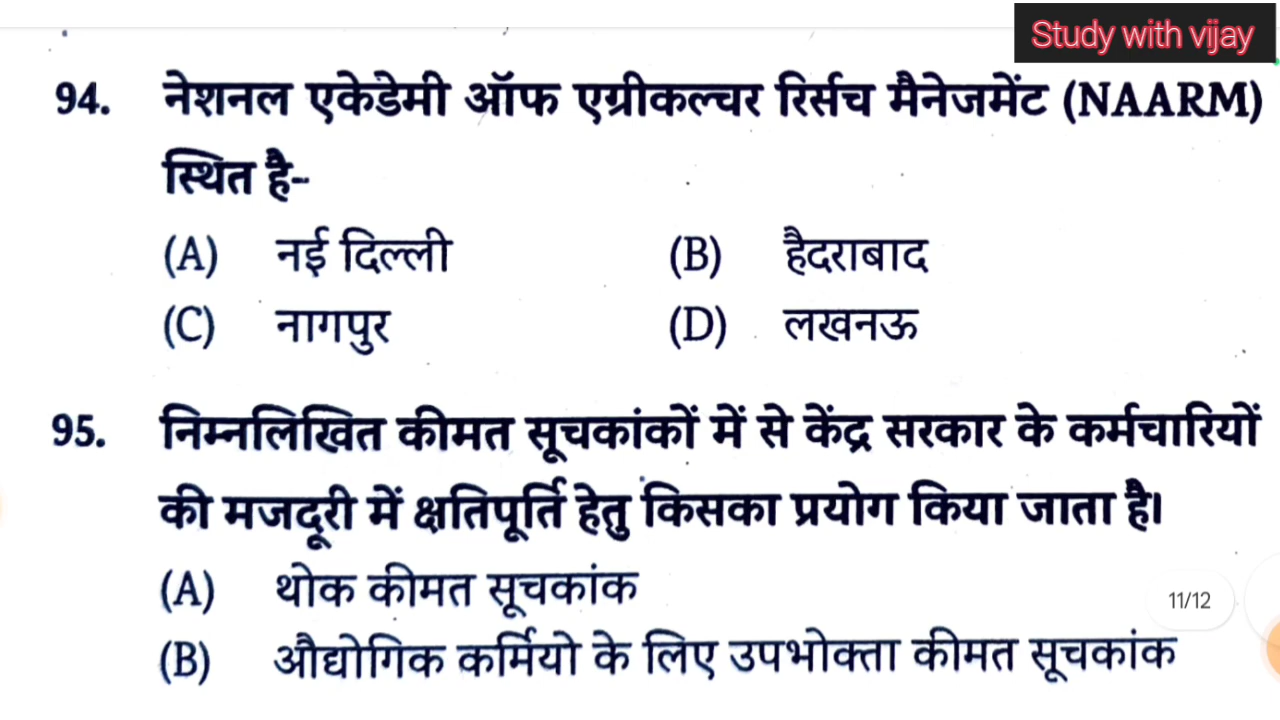 Study with vijay
94. नेशनल एकेडेमी ऑफ एग्रीकल्चर रिर्सच मैनेजमेंट (NAARM)
स्थित है-
(A) नई दिल्ली (B) हैदराबाद
(C) नागपुर (D) लखनऊ
95. निम्नलिखित कीमत सूचकांकों में से केंद्र सरकार के कर्मचारियों
की मजदूरी में क्षतिपूर्ति हेतु किसका प्रयोग किया जाता है।
(A) थोक कीमत सूचकांक
11/12
(B) औद्योगिक कर्मियो के लिए उपभोक्ता कीमत सूचकांक